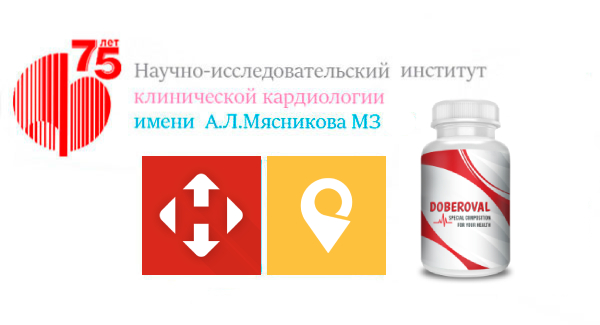 75 лет
Научно-исследовательский институт
клинической кардиологии
имени А.Л.Мясникова МЗ
DOBEROVAL
SPECIAL COMPOSITION
FOR YOUR HEALTH